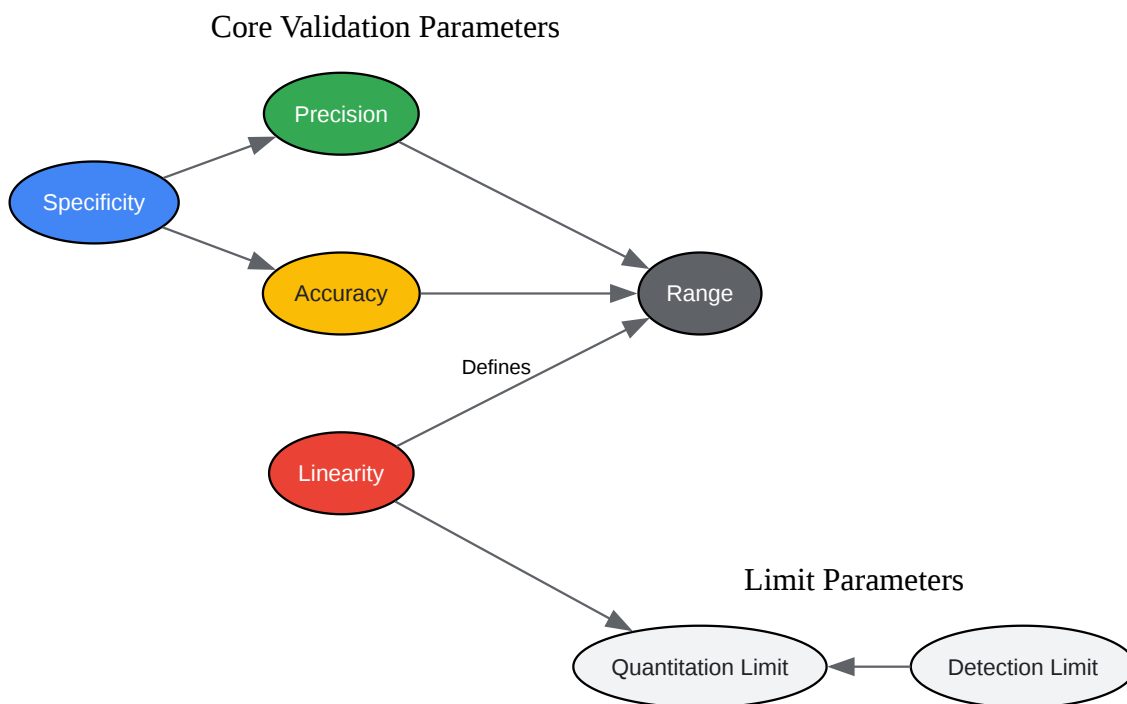 Core Validation Parameters
Precision
Specificity
Accuracy
Range
Defines
Linearity
Limit Parameters
Quantitation Limit
Detection Limit